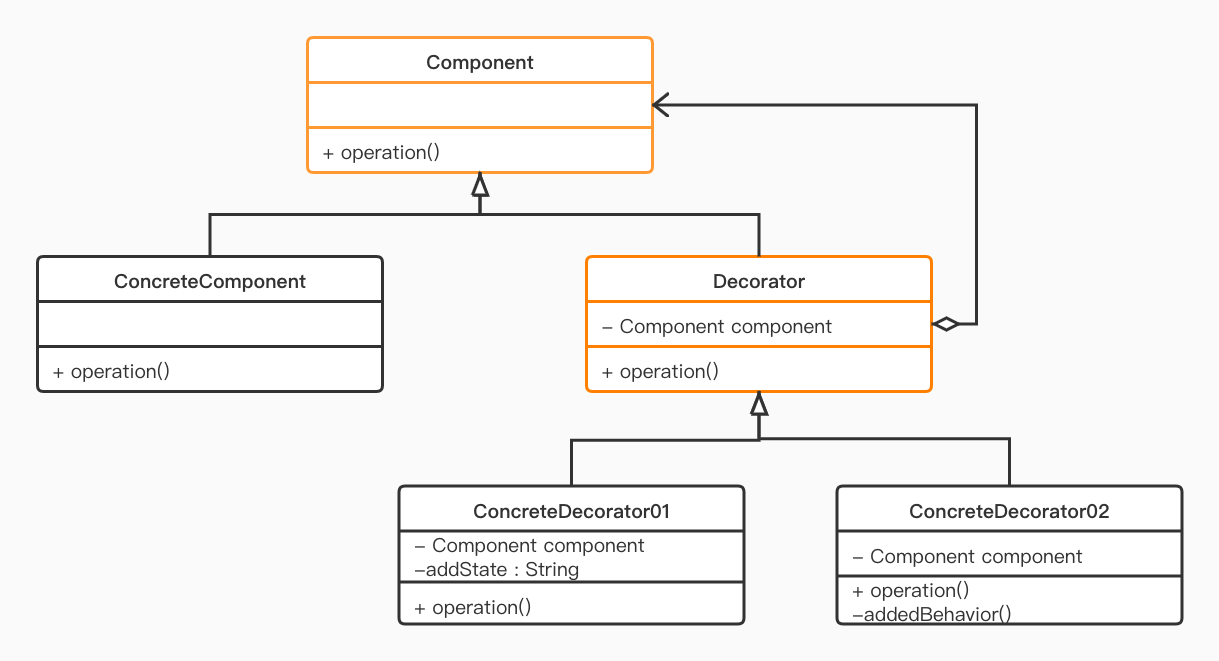 Component
+ operation()
ConcreteComponent
+ operation()
Decorator
– Component component
+ operation()
ConcreteDecorator01
– Component component
–addState : String
+ operation()
ConcreteDecorator02
– Component component
+ operation()
–addedBehavior()